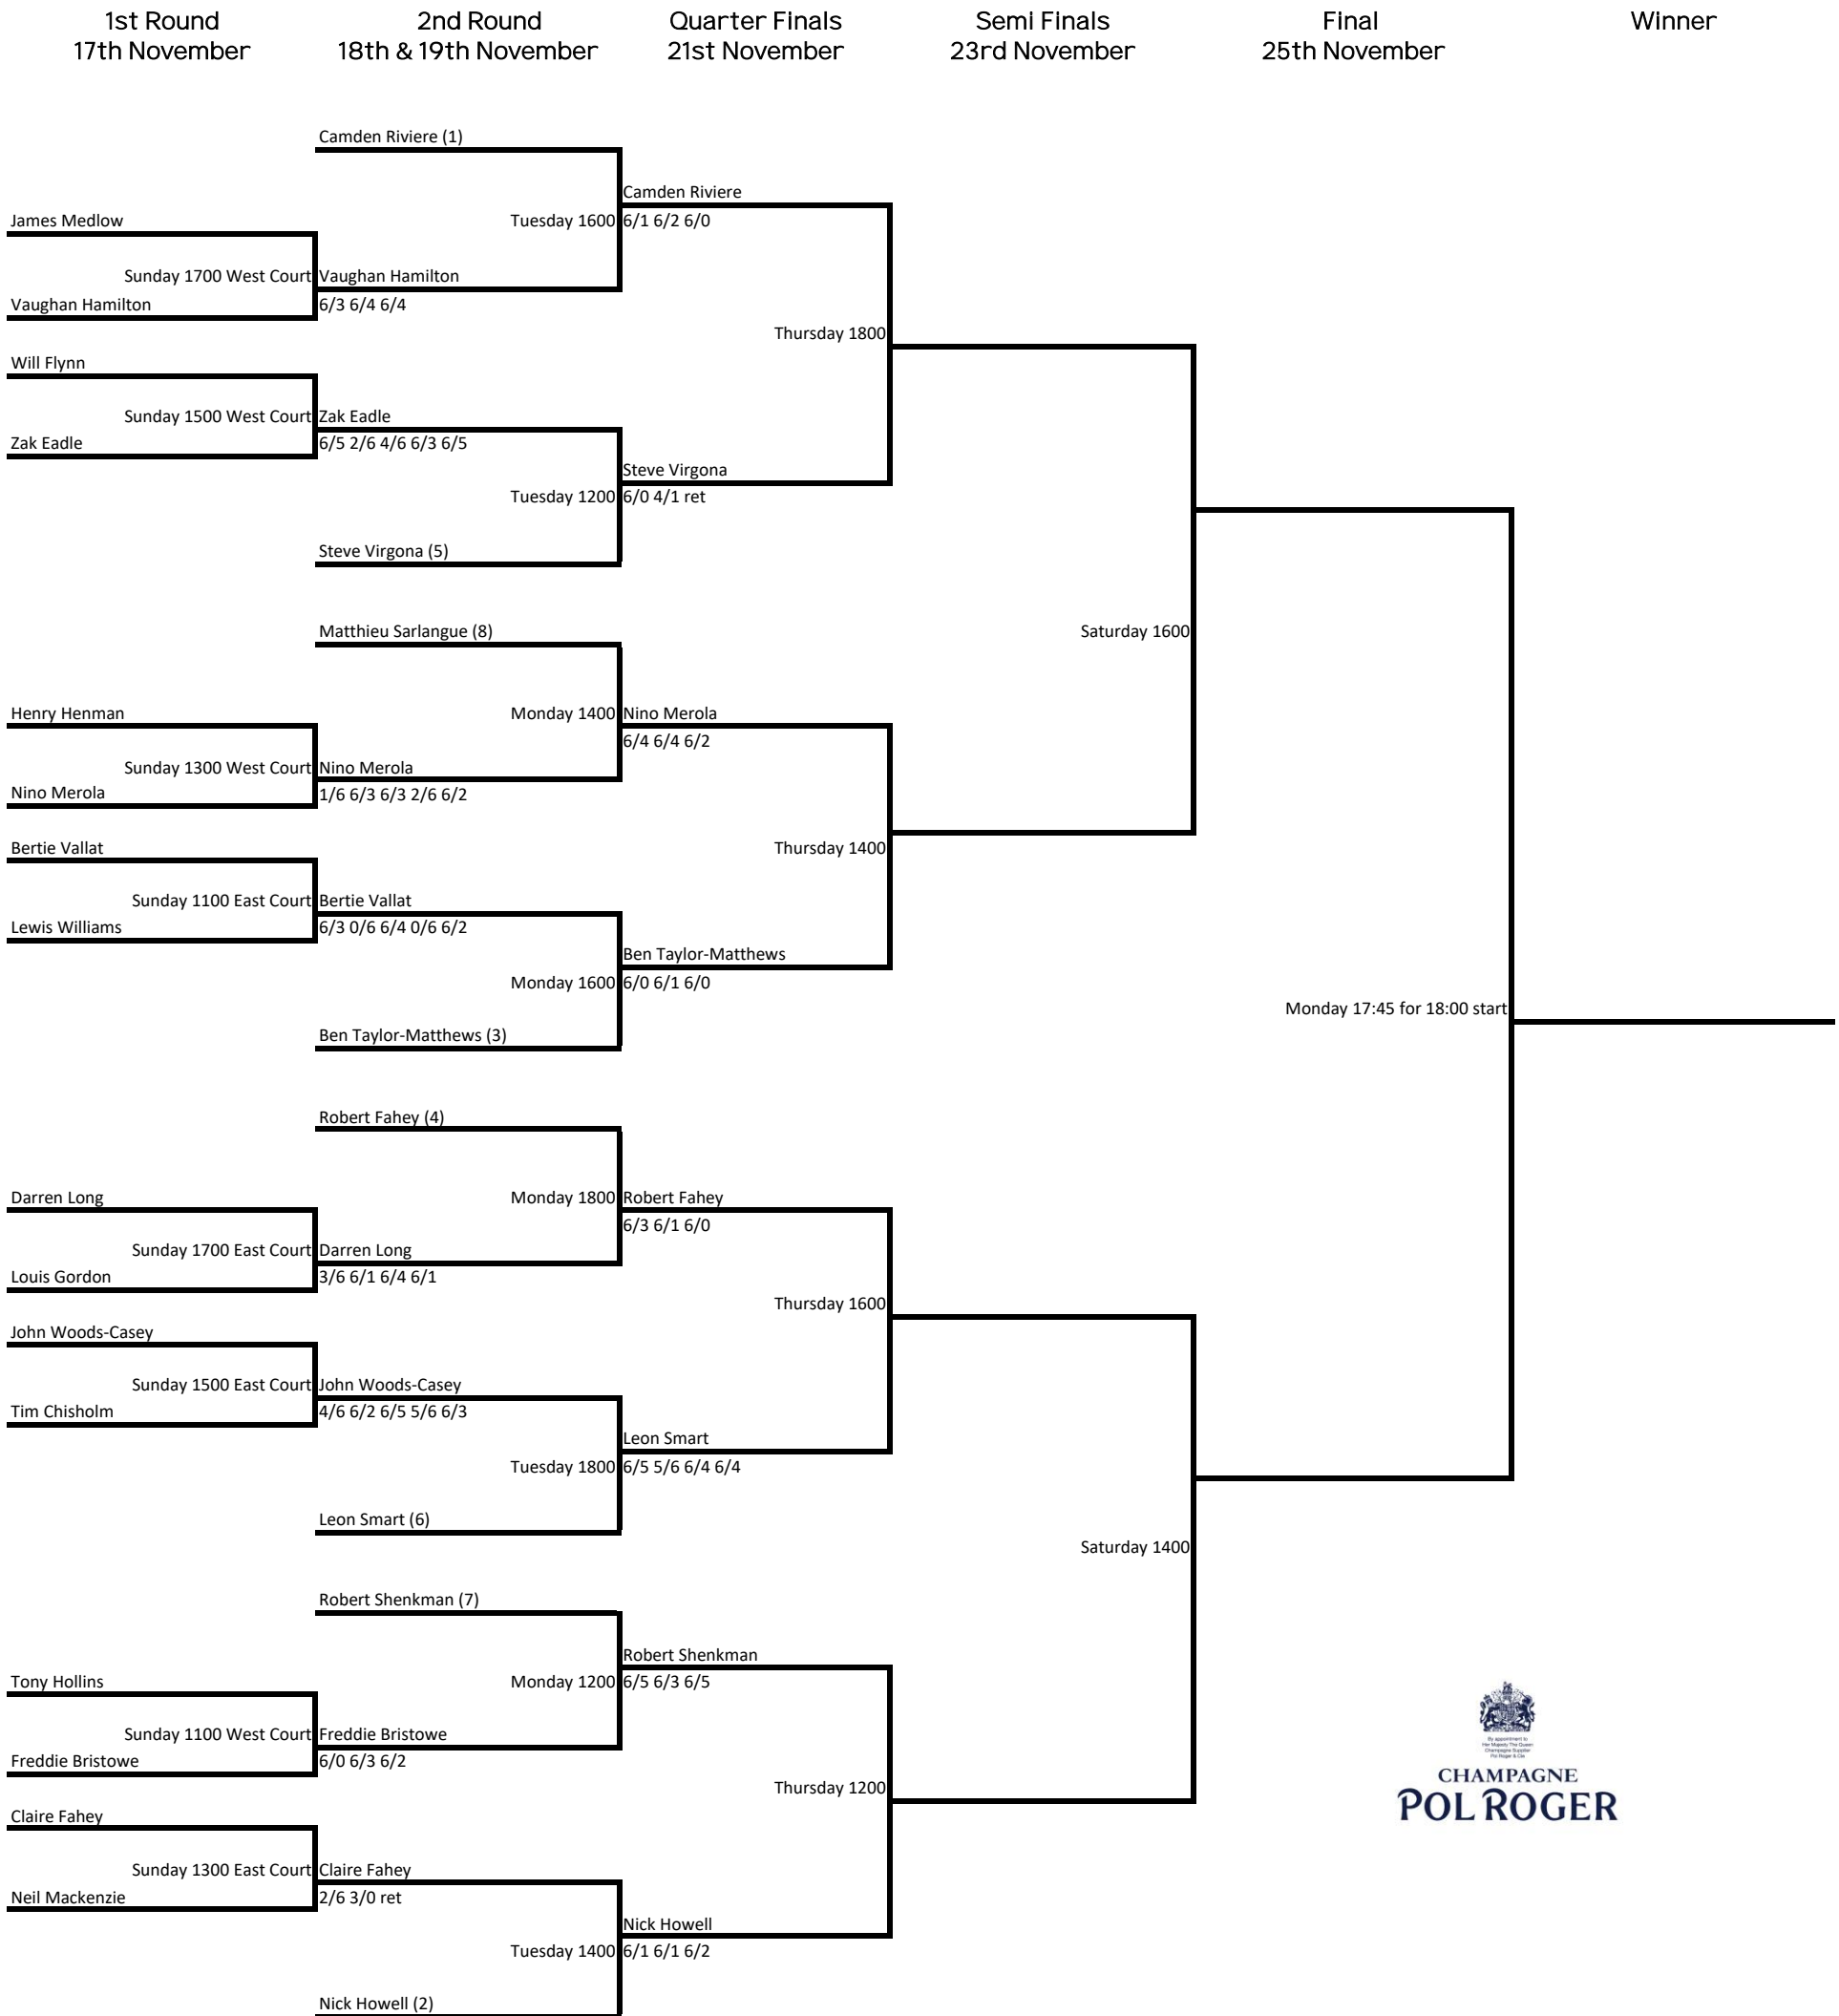 1st Round
17th November
2nd Round
18th & 19th November
Quarter Finals
21st November
Semi Finals
23rd November
Final
25th November
Winner
Camden Riviere (1)
Camden Riviere
James Medlow
Tuesday 1600
6/1 6/2 6/0
Sunday 1700 West Court
Vaughan Hamilton
Vaughan Hamilton
6/3 6/4 6/4
Thursday 1800
Will Flynn
Sunday 1500 West Court
Zak Eadle
Zak Eadle
6/5 2/6 4/6 6/3 6/5
Steve Virgona
Tuesday 1200
6/0 4/1 ret
Steve Virgona (5)
Matthieu Sarlangue (8)
Saturday 1600
Henry Henman
Monday 1400
Nino Merola
6/4 6/4 6/2
Sunday 1300 West Court
Nino Merola
Nino Merola
1/6 6/3 6/3 2/6 6/2
Bertie Vallat
Thursday 1400
Sunday 1100 East Court
Bertie Vallat
Lewis Williams
6/3 0/6 6/4 0/6 6/2
Ben Taylor-Matthews
Monday 1600
6/0 6/1 6/0
Monday 17:45 for 18:00 start
Ben Taylor-Matthews (3)
Robert Fahey (4)
Darren Long
Monday 1800
Robert Fahey
6/3 6/1 6/0
Sunday 1700 East Court
Darren Long
Louis Gordon
3/6 6/1 6/4 6/1
Thursday 1600
John Woods-Casey
Sunday 1500 East Court
John Woods-Casey
Tim Chisholm
4/6 6/2 6/5 5/6 6/3
Leon Smart
Tuesday 1800
6/5 5/6 6/4 6/4
Leon Smart (6)
Saturday 1400
Robert Shenkman (7)
Robert Shenkman
Tony Hollins
Monday 1200
6/5 6/3 6/5
Sunday 1100 West Court
Freddie Bristowe
Freddie Bristowe
6/0 6/3 6/2
Thursday 1200
By appointment to
Her Majesty The Queen
Champagne Supplier
Pol Roger & Cie
CHAMPAGNE
POL ROGER
Claire Fahey
Sunday 1300 East Court
Claire Fahey
Neil Mackenzie
2/6 3/0 ret
Nick Howell
Tuesday 1400
6/1 6/1 6/2
Nick Howell (2)